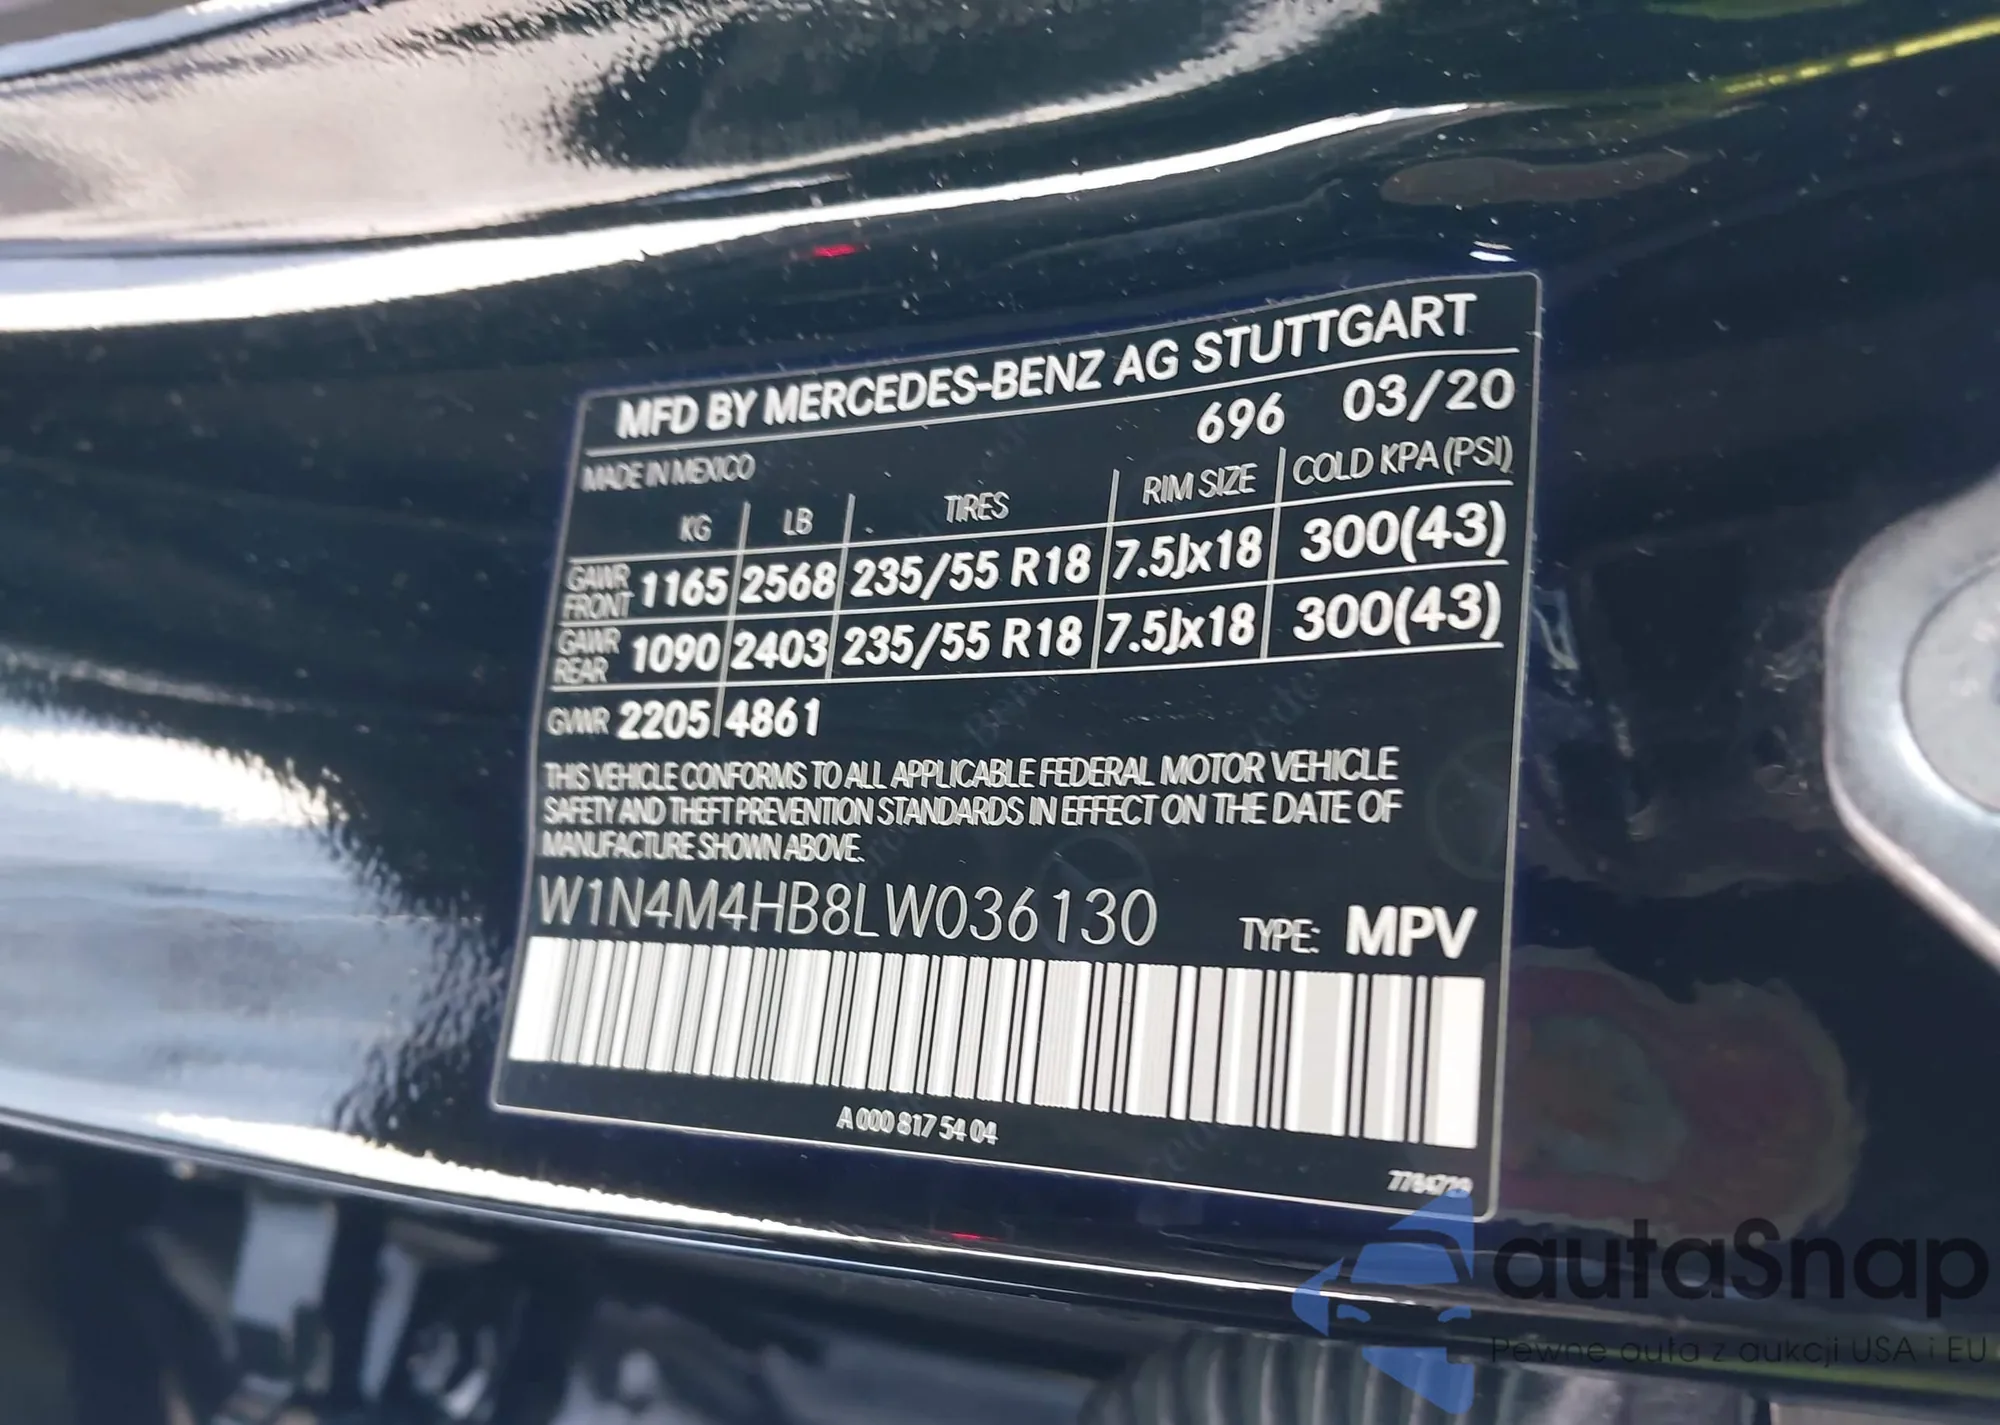 MFD BY MERCEDES-BENZ AG STUTTGART
696 03/20
MADE IN MEXICO
KG LB TIRES RIM SIZE COLD KPA (PSI)
GAWR FRONT 1165 2568 235/55 R18 7.5Jx18 300(43)
GAWR REAR 1090 2403 235/55 R18 7.5Jx18 300(43)
GVWR 2205 4861
THIS VEHICLE CONFORMS TO ALL APPLICABLE FEDERAL MOTOR VEHICLE
SAFETY AND THEFT PREVENTION STANDARDS IN EFFECT ON THE DATE OF
MANUFACTURE SHOWN ABOVE.
W1N4M4HB8LW036130 TYPE: MPV
A 000 817 54 04
autaSnap
Pewne auta z aukcji USA i EU